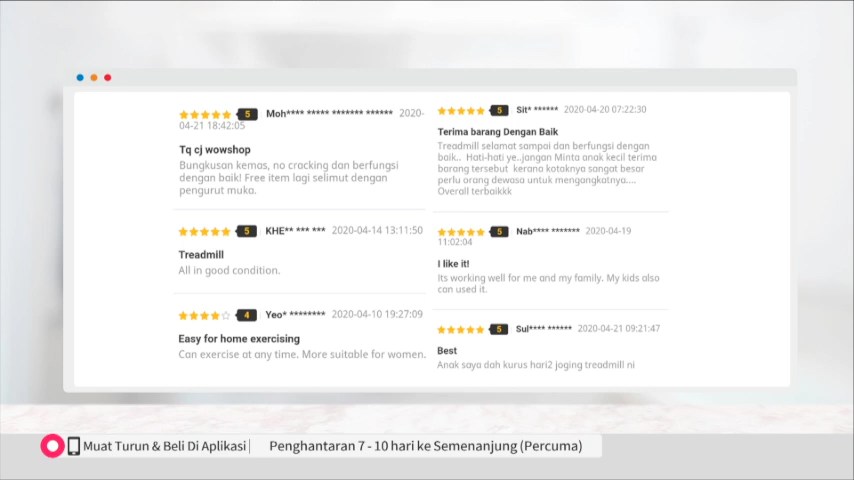 5 Moh**** ***** ******* ****** 2020-
04-21 18:42:05
Tq cj wowshop
Bungkusan kemas, no cracking dan berfungsi
dengan baik! Free item lagi selimut dengan
pengurut muka.
5 KHE** *** *** 2020-04-14 13:11:50
Treadmill
All in good condition.
4 Yeo* ******** 2020-04-10 19:27:09
Easy for home exercising
Can exercise at any time. More suitable for women.
5 Sit* ****** 2020-04-20 07:22:30
Terima barang Dengan Baik
Treadmill selamat sampai dan berfungsi dengan
baik.. Hati-hati ye..jangan Minta anak kecil terima
barang tersebut kerana kotaknya sangat besar
perlu orang dewasa untuk mengangkatnya....
Overall terbaikkk
5 Nab**** ******* 2020-04-19
11:02:04
I like it!
Its working well for me and my family. My kids also
can used it.
5 Sul**** ****** 2020-04-21 09:21:47
Best
Anak saya dah kurus hari2 joging treadmill ni
Muat Turun & Beli Di Aplikasi | Penghantaran 7 - 10 hari ke Semenanjung (Percuma)